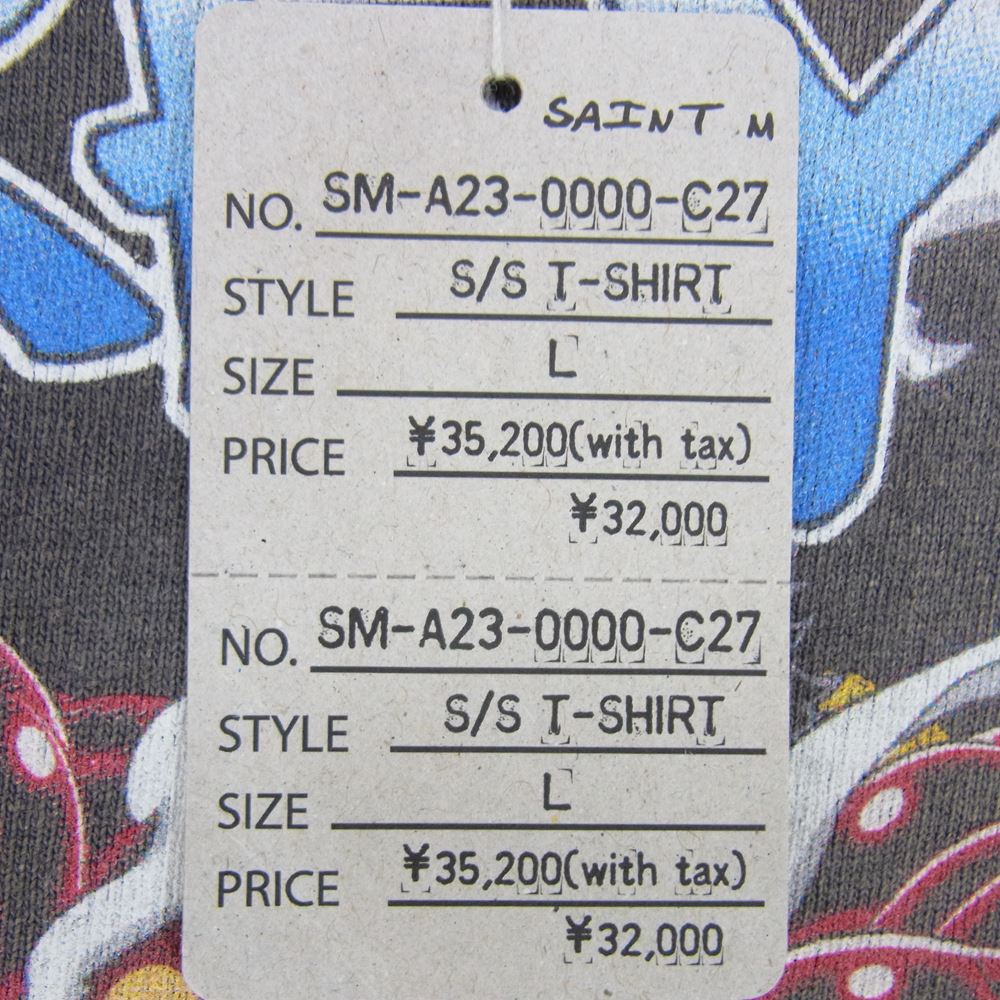 SAINT M
NO. SM-A23-0000-C27
STYLE S/S T-SHIRT
SIZE L
PRICE ¥35,200(with tax)
¥32,000
NO. SM-A23-0000-C27
STYLE S/S T-SHIRT
SIZE L
PRICE ¥35,200(with tax)
¥32,000